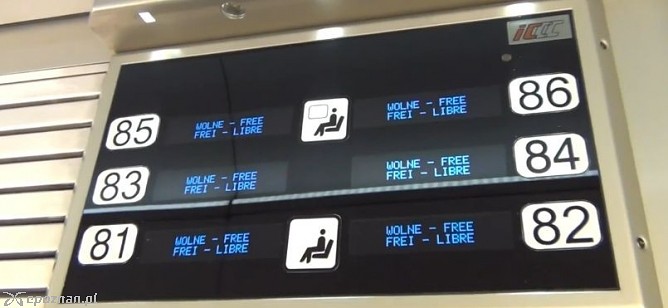 iC
85 WOLNE - FREE
FREI - LIBRE
WOLNE - FREE 86
FREI - LIBRE
83 WOLNE - FREE
FREI - LIBRE
WOLNE - FREE 84
FREI - LIBRE
81 WOLNE - FREE
FREI - LIBRE
WOLNE - FREE 82
FREI - LIBRE
epoznan.pl